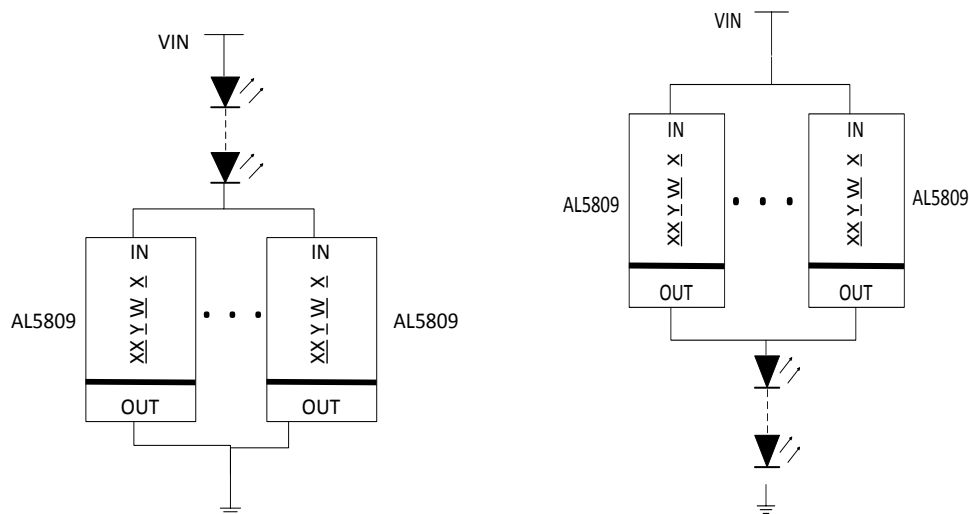 VIN
IN
XX Y W X
OUT
AL5809
IN
XX Y W X
OUT
AL5809
VIN
IN
XX Y W X
OUT
AL5809
IN
XX Y W X
OUT
AL5809